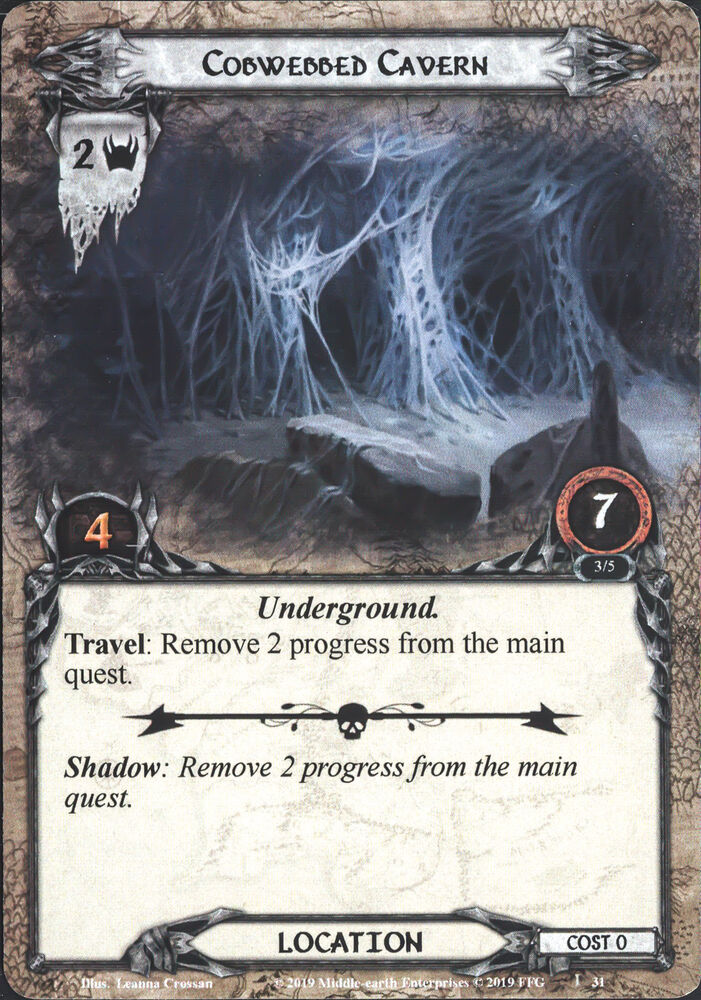 COBWEBBED CAVERN
2
4
7
3/5
Underground.
Travel: Remove 2 progress from the main
quest.
Shadow: Remove 2 progress from the main
quest.
LOCATION
COST 0
Illus. Leanna Crossan
© 2019 Middle-earth Enterprises © 2019 FFG
31